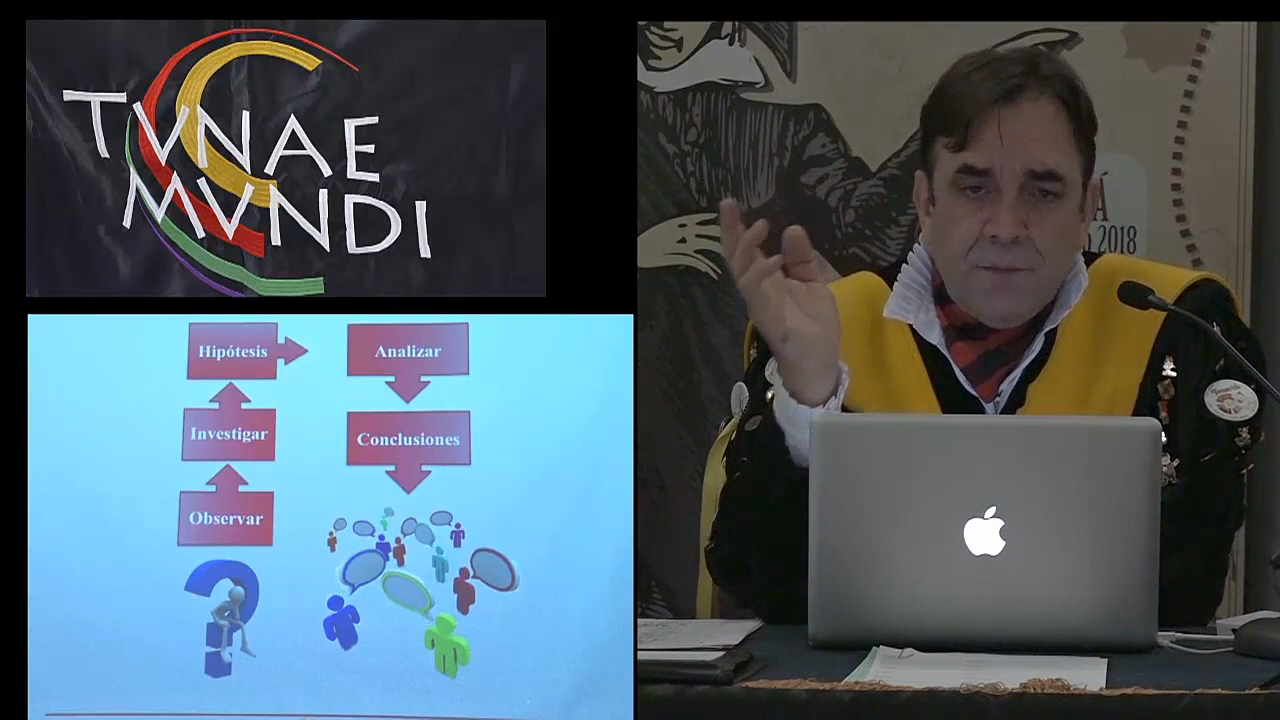 TVNAE
MVNDI
Hipótesis
Analizar
Investigar
Conclusiones
Observar
Á
2018